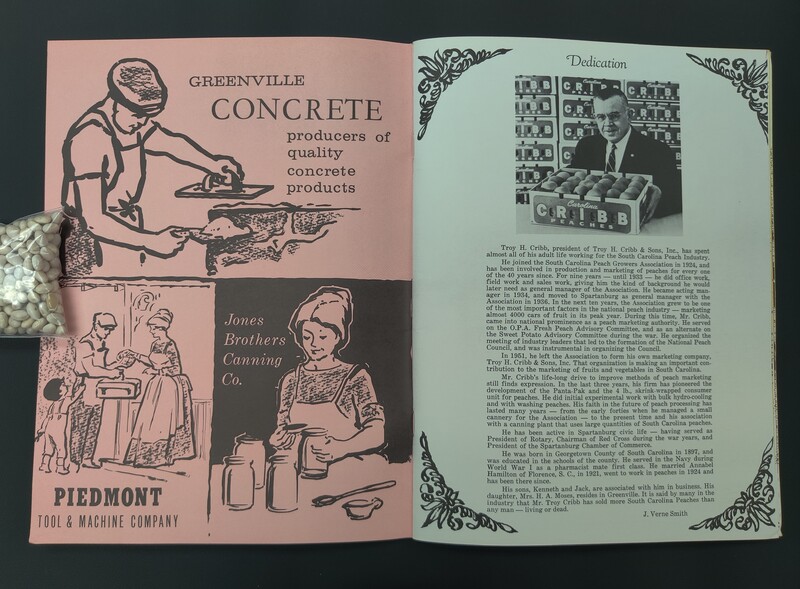 GREENVILLE
CONCRETE
producers of
quality
concrete
products
Jones
Brothers
Canning
Co.
PIEDMONT
TOOL & MACHINE COMPANY
Dedication
Carolina
CRIBB
PEACHES
Troy H. Cribb, president of Troy H. Cribb & Sons, Inc., has spent
almost all of his adult life working for the South Carolina Peach Industry.
He joined the South Carolina Peach Growers Association in 1924, and
has been involved in production and marketing of peaches for every one
of the 40 years since. For nine years — until 1933 — he did office work,
field work and sales work, giving him the kind of background he would
later need as general manager of the Association. He became acting man-
ager in 1934, and moved to Spartanburg as general manager with the
Association in 1936. In the next ten years, the Association grew to be one
of the most important factors in the national peach industry — marketing
almost 4000 cars of fruit in its peak year. During this time, Mr. Cribb,
came into national prominence as a peach marketing authority. He served
on the O.P.A. Fresh Peach Advisory Committee, and as an alternate on
the Sweet Potato Advisory Committee during the war. He organised the
meeting of industry leaders that led to the formation of National Peach
Council, and was instrumental in organizing the Council.
In 1951, he left the Association to form his own marketing company,
Troy H. Cribb & Sons, Inc. That organisation is making an important con-
tribution to the marketing of fruits and vegetables in South Carolina.
Mr. Cribb's life-long drive to improve methods of peach marketing
still finds expression. In the last three years, his firm has pioneered the
development of the Panta-Pak and the 4 lb., skrink-wrapped consumer
unit for peaches. He did initial experimental work with bulk hydro-cooling
and with washing peaches. His faith in the future of peach processing has
lasted many years — from the early forties when he managed a small
cannery for the Association — to the present time and his association
with a canning plant that uses large quantities of South Carolina peaches.
He has been active in Spartanburg civic life — having served as
President of Rotary, Chairman of Red Cross during the war years, and
President of the Spartanburg Chamber of Commerce.
He was born in Georgetown County of South Carolina in 1897, and
was educated in the schools of the county. He served in the Navy during
World War I as a pharmacist mate first class. He married Annabel
Hamilton of Florence, S. C., in 1921, went to work in peaches in 1924 and
has been there since.
His sons, Kenneth and Jack, are associated with him in business. His
daughter, Mrs. H. A. Moses, resides in Greenville. It is said by many in the
industry that Mr. Troy Cribb has sold more South Carolina Peaches than
any man — living or dead.
J. Verne Smith